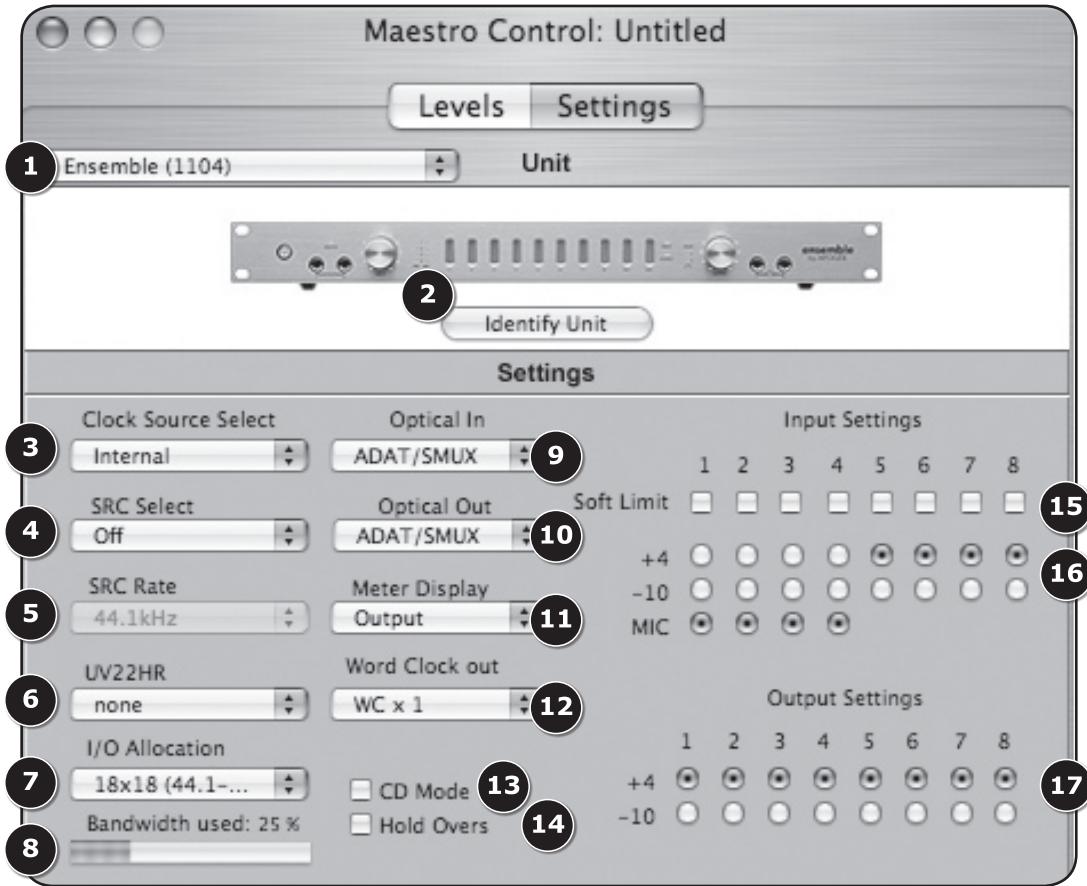 Maestro Control: Untitled
Levels Settings
1 Ensemble (1104) Unit
ensemble
2
Identify Unit
Settings
Clock Source Select Optical In Input Settings
3 Internal ADAT/SMUX 9
1 2 3 4 5 6 7 8
SRC Select Optical Out Soft Limit 15
4 Off ADAT/SMUX 10
+4
SRC Rate Meter Display -10 16
5 44.1kHz Output 11 MIC
UV22HR Word Clock out
6 none WC x 1 12 Output Settings
I/O Allocation 1 2 3 4 5 6 7 8
7 18x18 (44.1-... CD Mode 13 +4 17
Bandwidth used: 25 % Hold Overs 14 -10
8